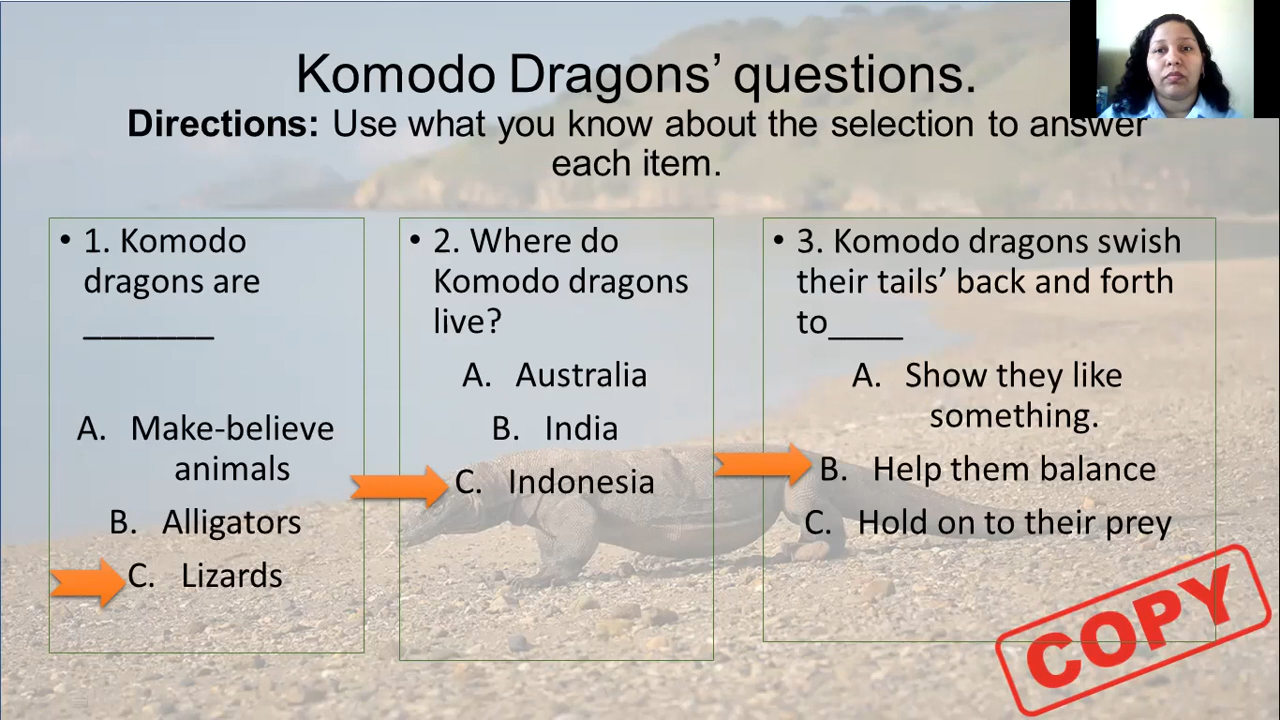 Komodo Dragons’ questions.
Directions: Use what you know about the selection to answer
each item.
• 1. Komodo
dragons are
_______
A. Make-believe
animals
B. Alligators
C. Lizards
• 2. Where do
Komodo dragons
live?
A. Australia
B. India
C. Indonesia
• 3. Komodo dragons swish
their tails’ back and forth
to____
A. Show they like
something.
B. Help them balance
C. Hold on to their prey
COPY